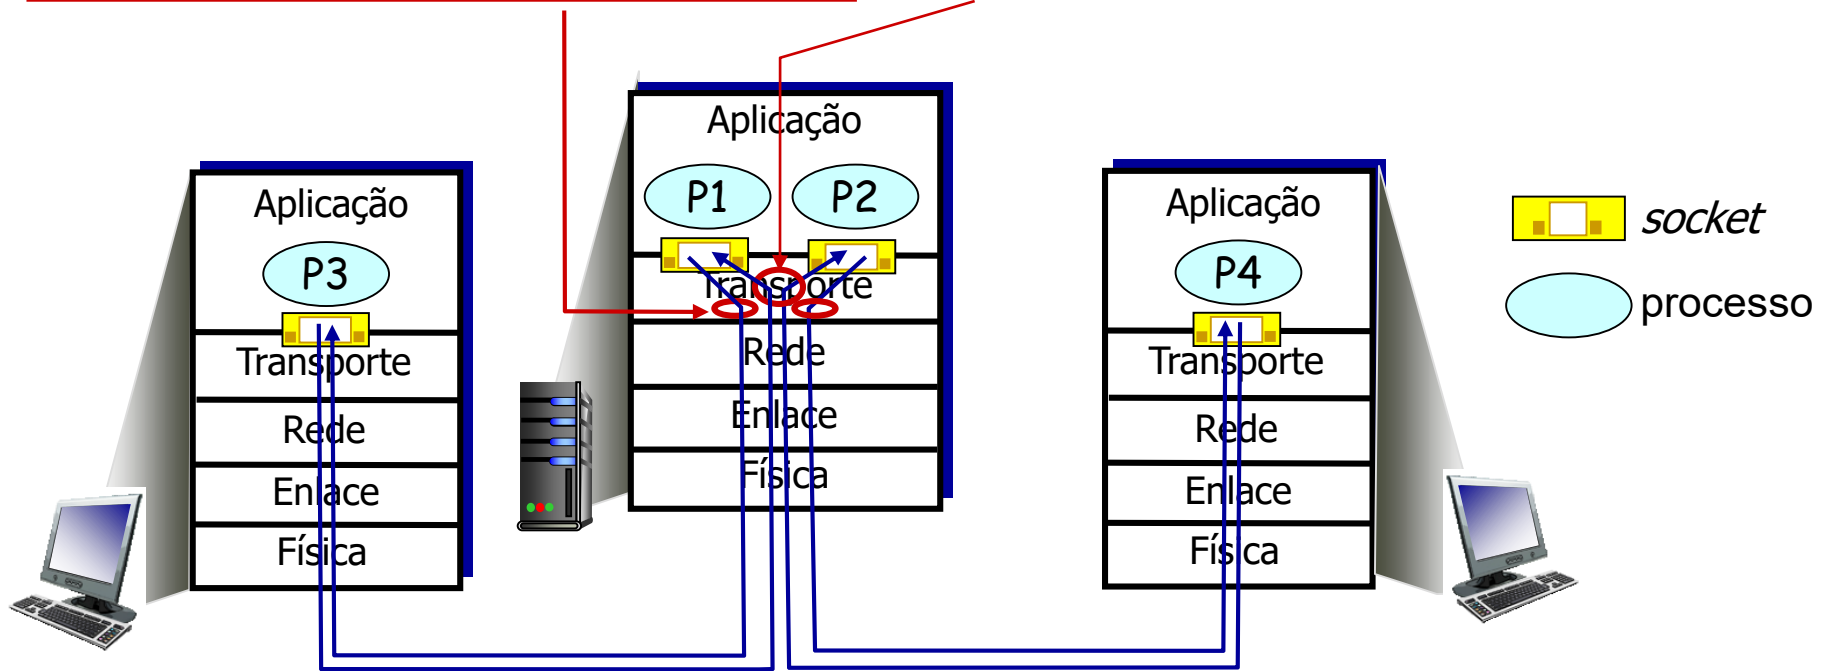 Aplicação
P1
P2
Transporte
Rede
Enlace
Física
Aplicação
P3
Transporte
Rede
Enlace
Física
Aplicação
P4
Transporte
Rede
Enlace
Física
socket
processo